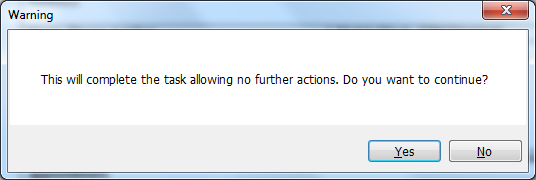 Warning
This will complete the task allowing no further actions. Do you want to continue?
Yes
No